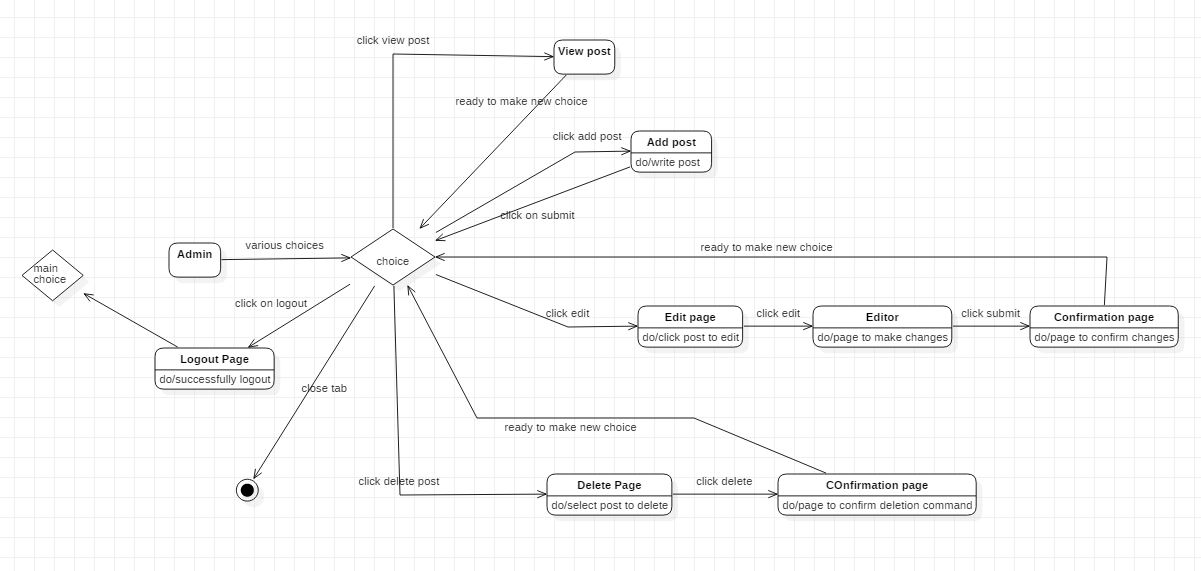 click view post
View post
ready to make new choice
click add post
Add post
do/write post
click on submit
Admin
various choices
choice
ready to make new choice
main
choice
click on logout
click edit
Edit page
do/click post to edit
click edit
Editor
do/page to make changes
click submit
Confirmation page
do/page to confirm changes
Logout Page
do/successfully logout
close tab
ready to make new choice
click delete post
Delete Page
do/select post to delete
click delete
COnfirmation page
do/page to confirm deletion command